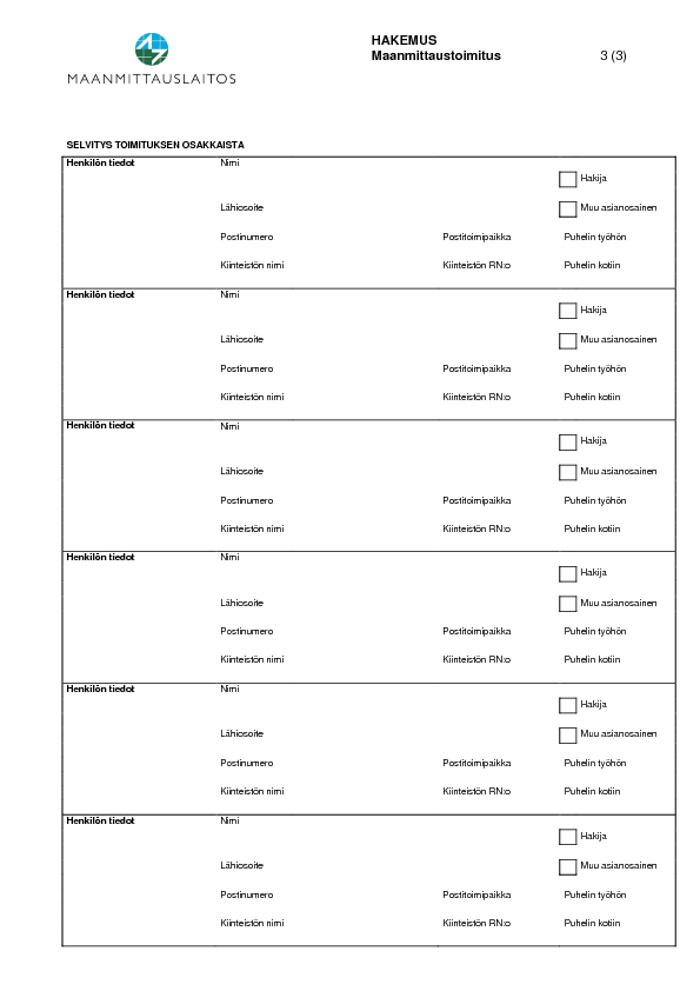 HAKEMUS
Maanmittaustoimitus 3 (3)
MAANMITTAUSLAITOS
SELVITYS TOIMITUKSEN OSAKKAISTA
Henkilön tiedot Nimi
Hakija
Lähiosoite Muu asianosainen
Postinumero Postitoimipaikka Puhelin työhön
Kiinteistön nimi Kiinteistön RN:o Puhelin kotiin
Henkilön tiedot Nimi
Hakija
Lähiosoite Muu asianosainen
Postinumero Postitoimipaikka Puhelin työhön
Kiinteistön nimi Kiinteistön RN:o Puhelin kotiin
Henkilön tiedot Nimi
Hakija
Lähiosoite Muu asianosainen
Postinumero Postitoimipaikka Puhelin työhön
Kiinteistön nimi Kiinteistön RN:o Puhelin kotiin
Henkilön tiedot Nimi
Hakija
Lähiosoite Muu asianosainen
Postinumero Postitoimipaikka Puhelin työhön
Kiinteistön nimi Kiinteistön RN:o Puhelin kotiin
Henkilön tiedot Nimi
Hakija
Lähiosoite Muu asianosainen
Postinumero Postitoimipaikka Puhelin työhön
Kiinteistön nimi Kiinteistön RN:o Puhelin kotiin
Henkilön tiedot Nimi
Hakija
Lähiosoite Muu asianosainen
Postinumero Postitoimipaikka Puhelin työhön
Kiinteistön nimi Kiinteistön RN:o Puhelin kotiin